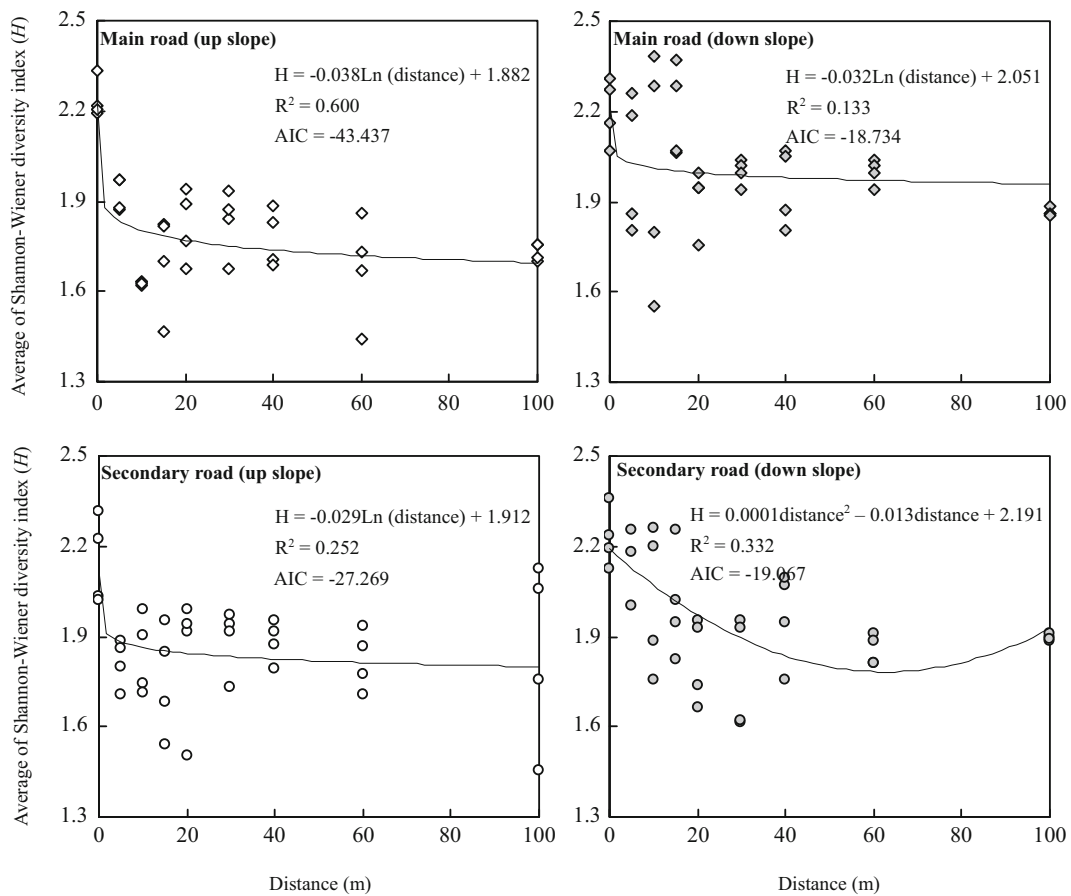 Average of Shannon-Wiener diversity index (H)
2.5
2.2
1.9
1.6
1.3
Main road (up slope)
H = -0.038Ln (distance) + 1.882
R² = 0.600
AIC = -43.437
0 20 40 60 80 100
2.5
2.2
1.9
1.6
1.3
Main road (down slope)
H = -0.032Ln (distance) + 2.051
R² = 0.133
AIC = -18.734
0 20 40 60 80 100
Average of Shannon-Wiener diversity index (H)
2.5
2.2
1.9
1.6
1.3
Secondary road (up slope)
H = -0.029Ln (distance) + 1.912
R² = 0.252
AIC = -27.269
0 20 40 60 80 100
Distance (m)
2.5
2.2
1.9
1.6
1.3
Secondary road (down slope)
H = 0.0001distance² – 0.013distance + 2.191
R² = 0.332
AIC = -19.067
0 20 40 60 80 100
Distance (m)